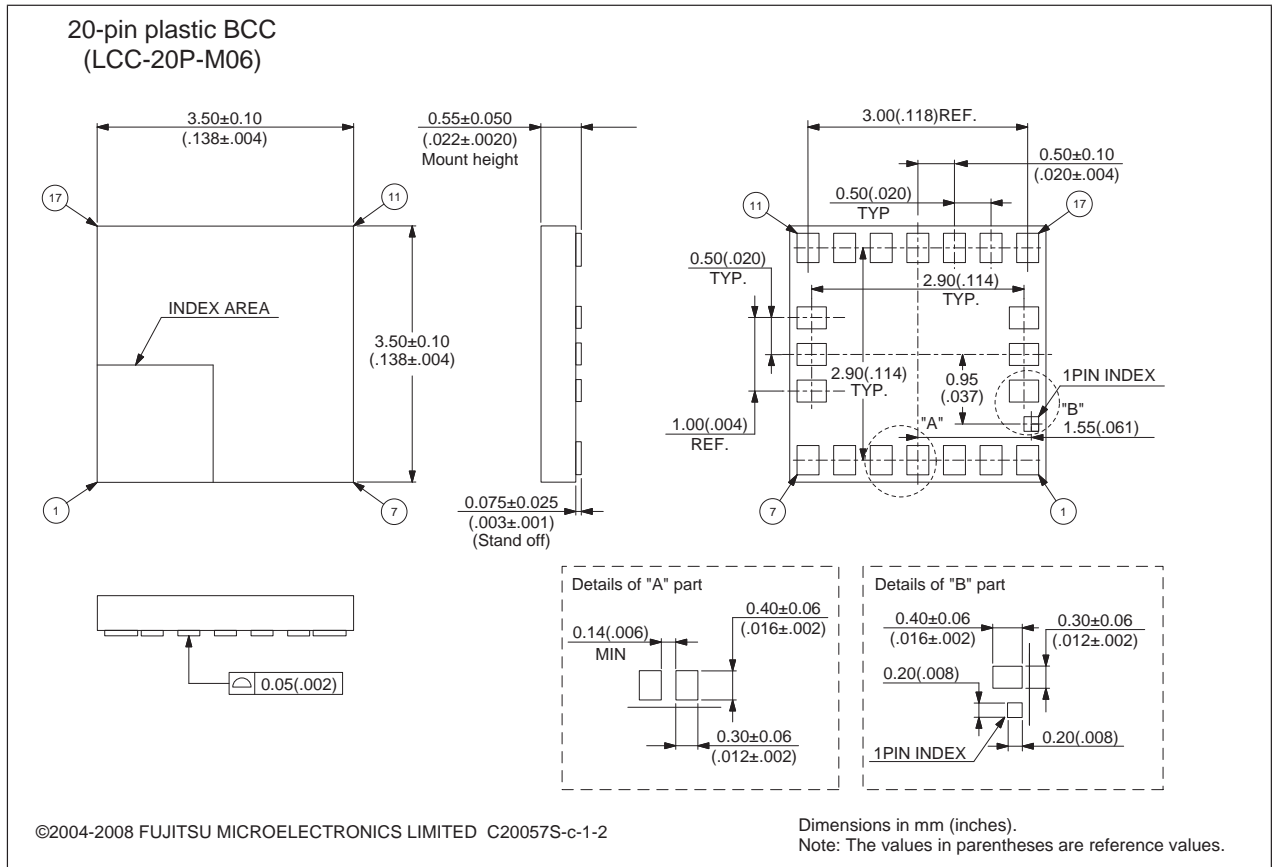 20-pin plastic BCC
(LCC-20P-M06)
3.50±0.10
(.138±.004)
0.55±0.050
(.022±.0020)
Mount height
3.00(.118)REF.
0.50±0.10
(.020±.004)
0.50(.020)
TYP
17
11
11
17
0.50(.020)
TYP.
2.90(.114)
TYP.
INDEX AREA
3.50±0.10
(.138±.004)
2.90(.114)
TYP.
0.95
(.037)
1PIN INDEX
"A"
"B"
1.00(.004)
REF.
1.55(.061)
1
7
0.075±0.025
(.003±.001)
(Stand off)
7
1
0.05(.002)
Details of "A" part
0.14(.006)
MIN
0.40±0.06
(.016±.002)
0.30±0.06
(.012±.002)
Details of "B" part
0.40±0.06
(.016±.002)
0.30±0.06
(.012±.002)
0.20(.008)
1PIN INDEX
0.20(.008)
©2004-2008 FUJITSU MICROELECTRONICS LIMITED C20057S-c-1-2
Dimensions in mm (inches).
Note: The values in parentheses are reference values.